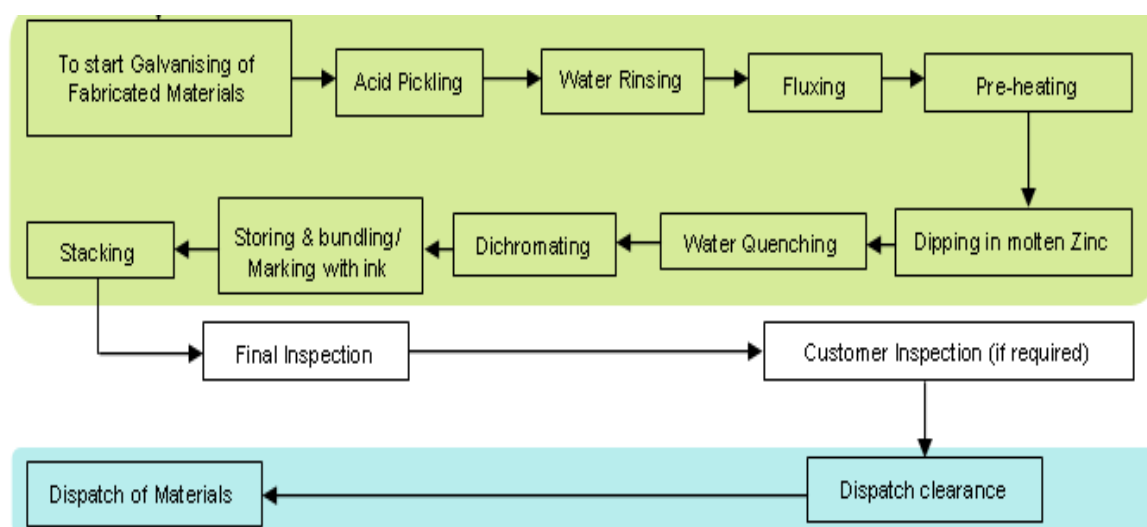 To start Galvanising of
Fabricated Materials
Acid Pickling
Water Rinsing
Fluxing
Pre-heating
Dipping in molten Zinc
Water Quenching
Dichromating
Storing & bundling/
Marking with ink
Stacking
Final Inspection
Customer Inspection (if required)
Dispatch clearance
Dispatch of Materials